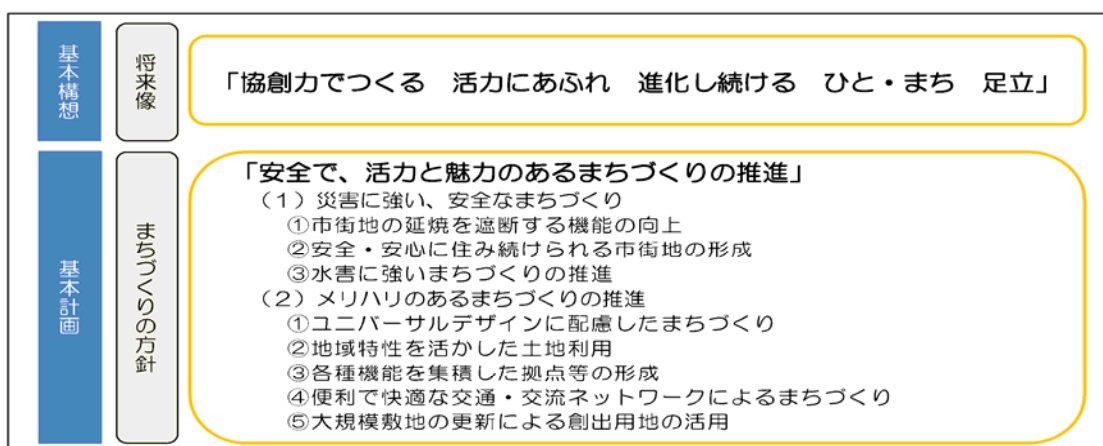 基本構想
将来像
「協創力でつくる　活力にあふれ　進化し続ける　ひと・まち　足立」
基本計画
まちづくりの方針
「安全で、活力と魅力のあるまちづくりの推進」
（１）災害に強い、安全なまちづくり
①市街地の延焼を遮断する機能の向上
②安全・安心に住み続けられる市街地の形成
③水害に強いまちづくりの推進
（２）メリハリのあるまちづくりの推進
①ユニバーサルデザインに配慮したまちづくり
②地域特性を活かした土地利用
③各種機能を集積した拠点等の形成
④便利で快適な交通・交流ネットワークによるまちづくり
⑤大規模敷地の更新による創出用地の活用